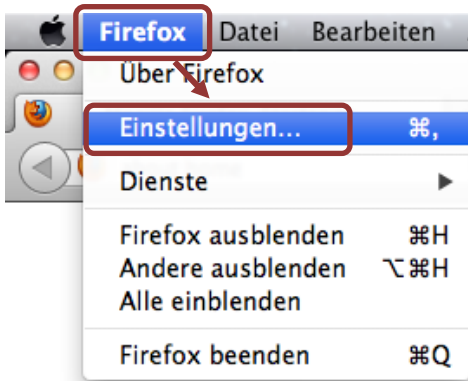 Firefox Datei Bearbeiten
Über Firefox
Einstellungen... ⌘,
Dienste ▶
Firefox ausblenden ⌘H
Andere ausblenden ⌥⌘H
Alle einblenden
Firefox beenden ⌘Q